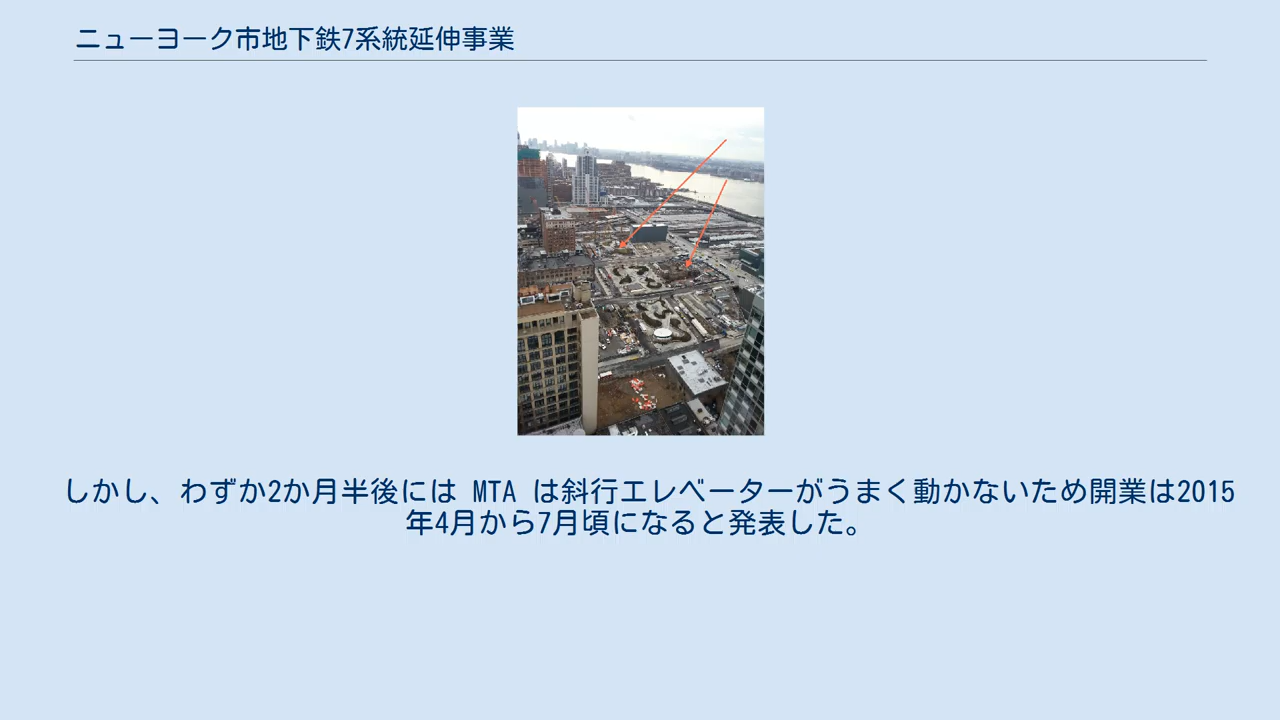 ニューヨーク市地下鉄7系統延伸事業
しかし、わずか2か月半後には MTA は斜行エレベーターがうまく動かないため開業は2015
年4月から7月頃になると発表した。